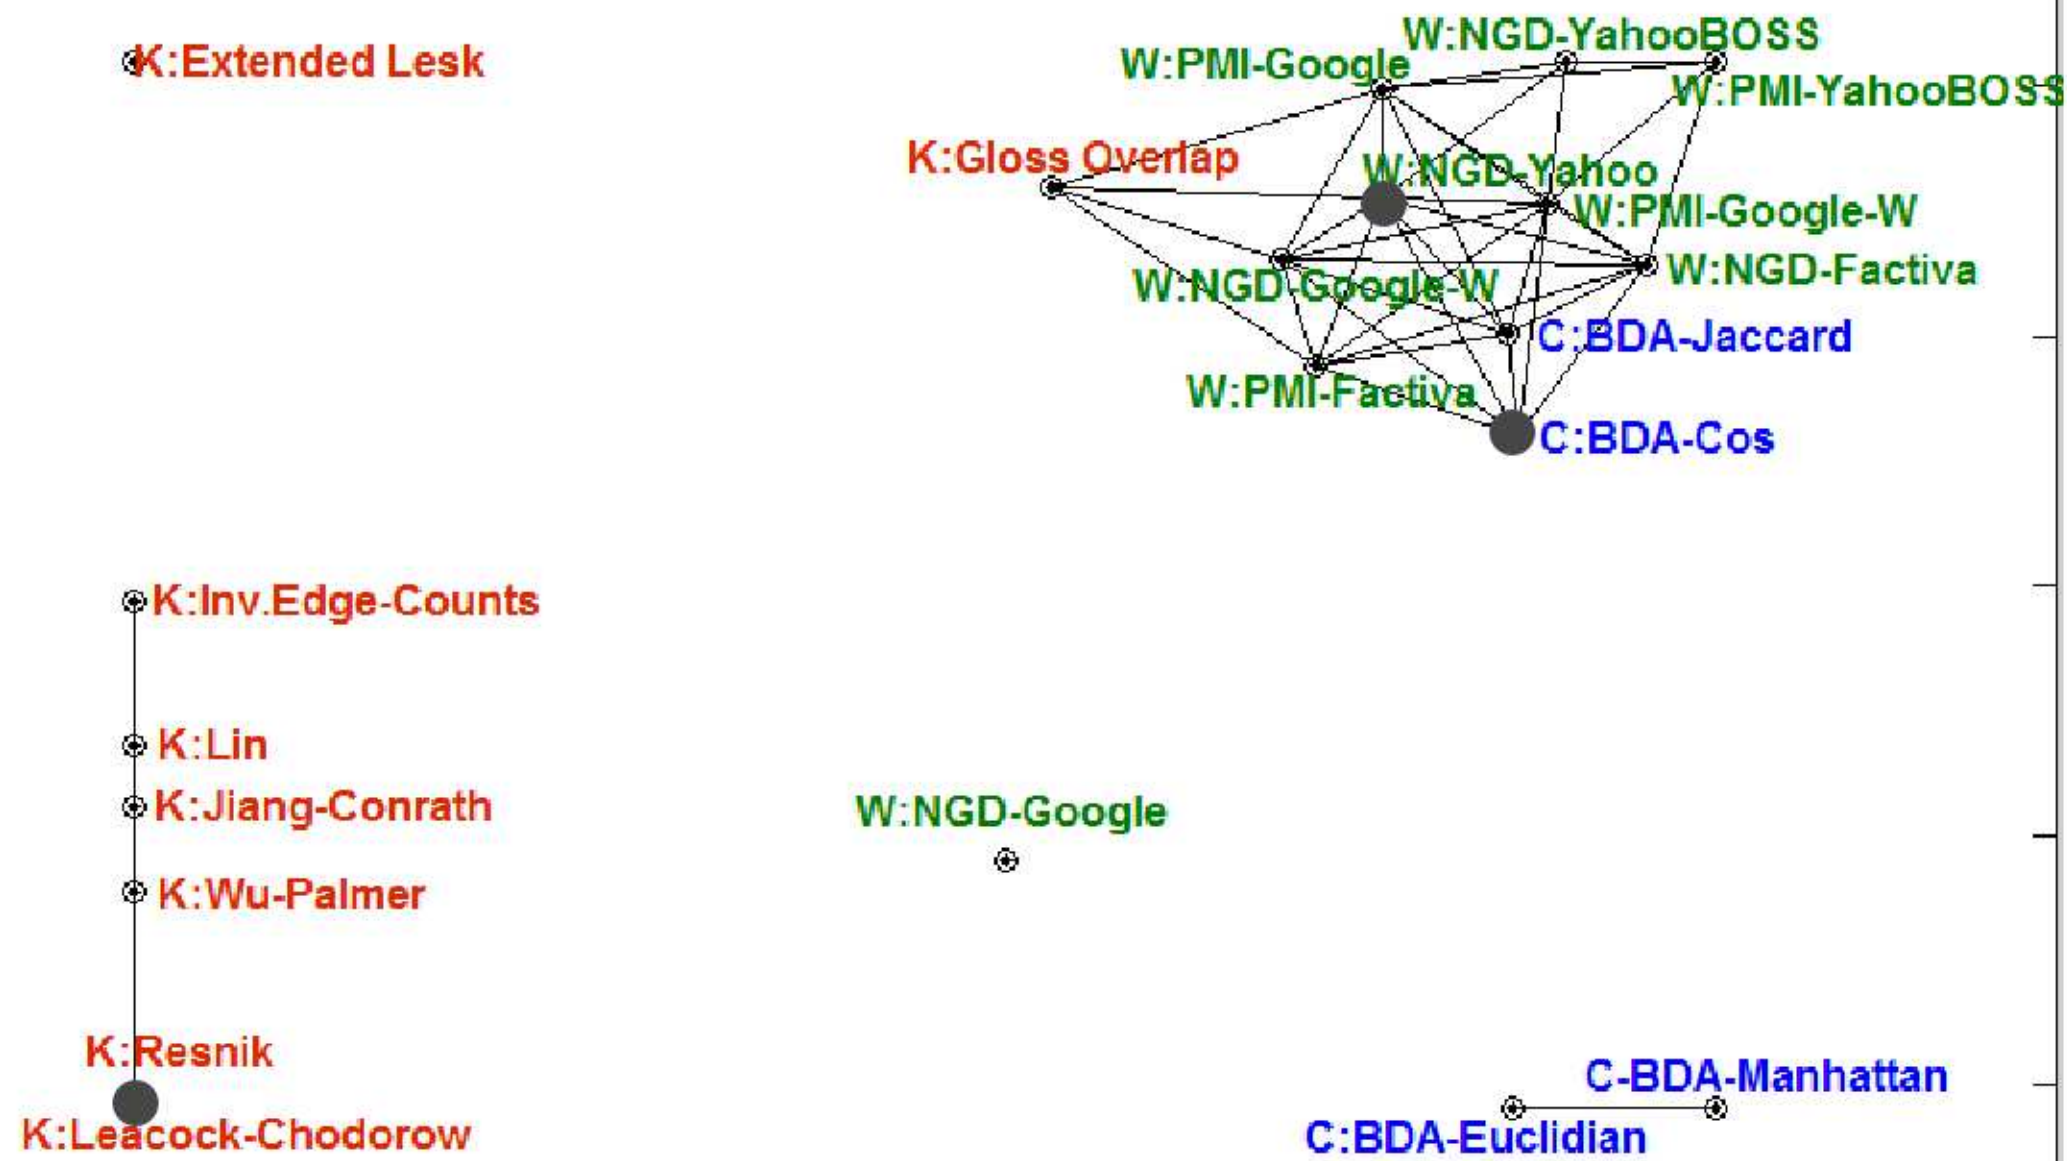 W:NGD-YahooBOSS
K:Extended Lesk
W:PMI-Google
W:PMI-YahooBOSS
K:Gloss Overlap
W:NGD-Yahoo
W:PMI-Google-W
W:NGD-Factiva
W:NGD-Google-W
C:BDA-Jaccard
W:PMI-Factiva
C:BDA-Cos
K:Inv.Edge-Counts
K:Lin
K:Jiang-Conrath
W:NGD-Google
K:Wu-Palmer
K:Resnik
C-BDA-Manhattan
K:Leacock-Chodorow
C:BDA-Euclidian